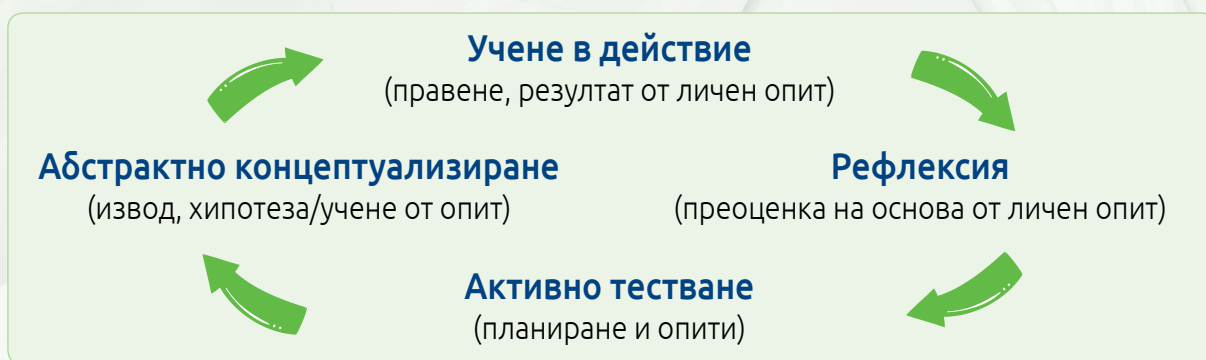 Учене в действие
(правене, резултат от личен опит)
Абстрактно концептуализиране
(извод, хипотеза/учене от опит)
Рефлексия
(преоценка на основа от личен опит)
Активно тестване
(планиране и опити)